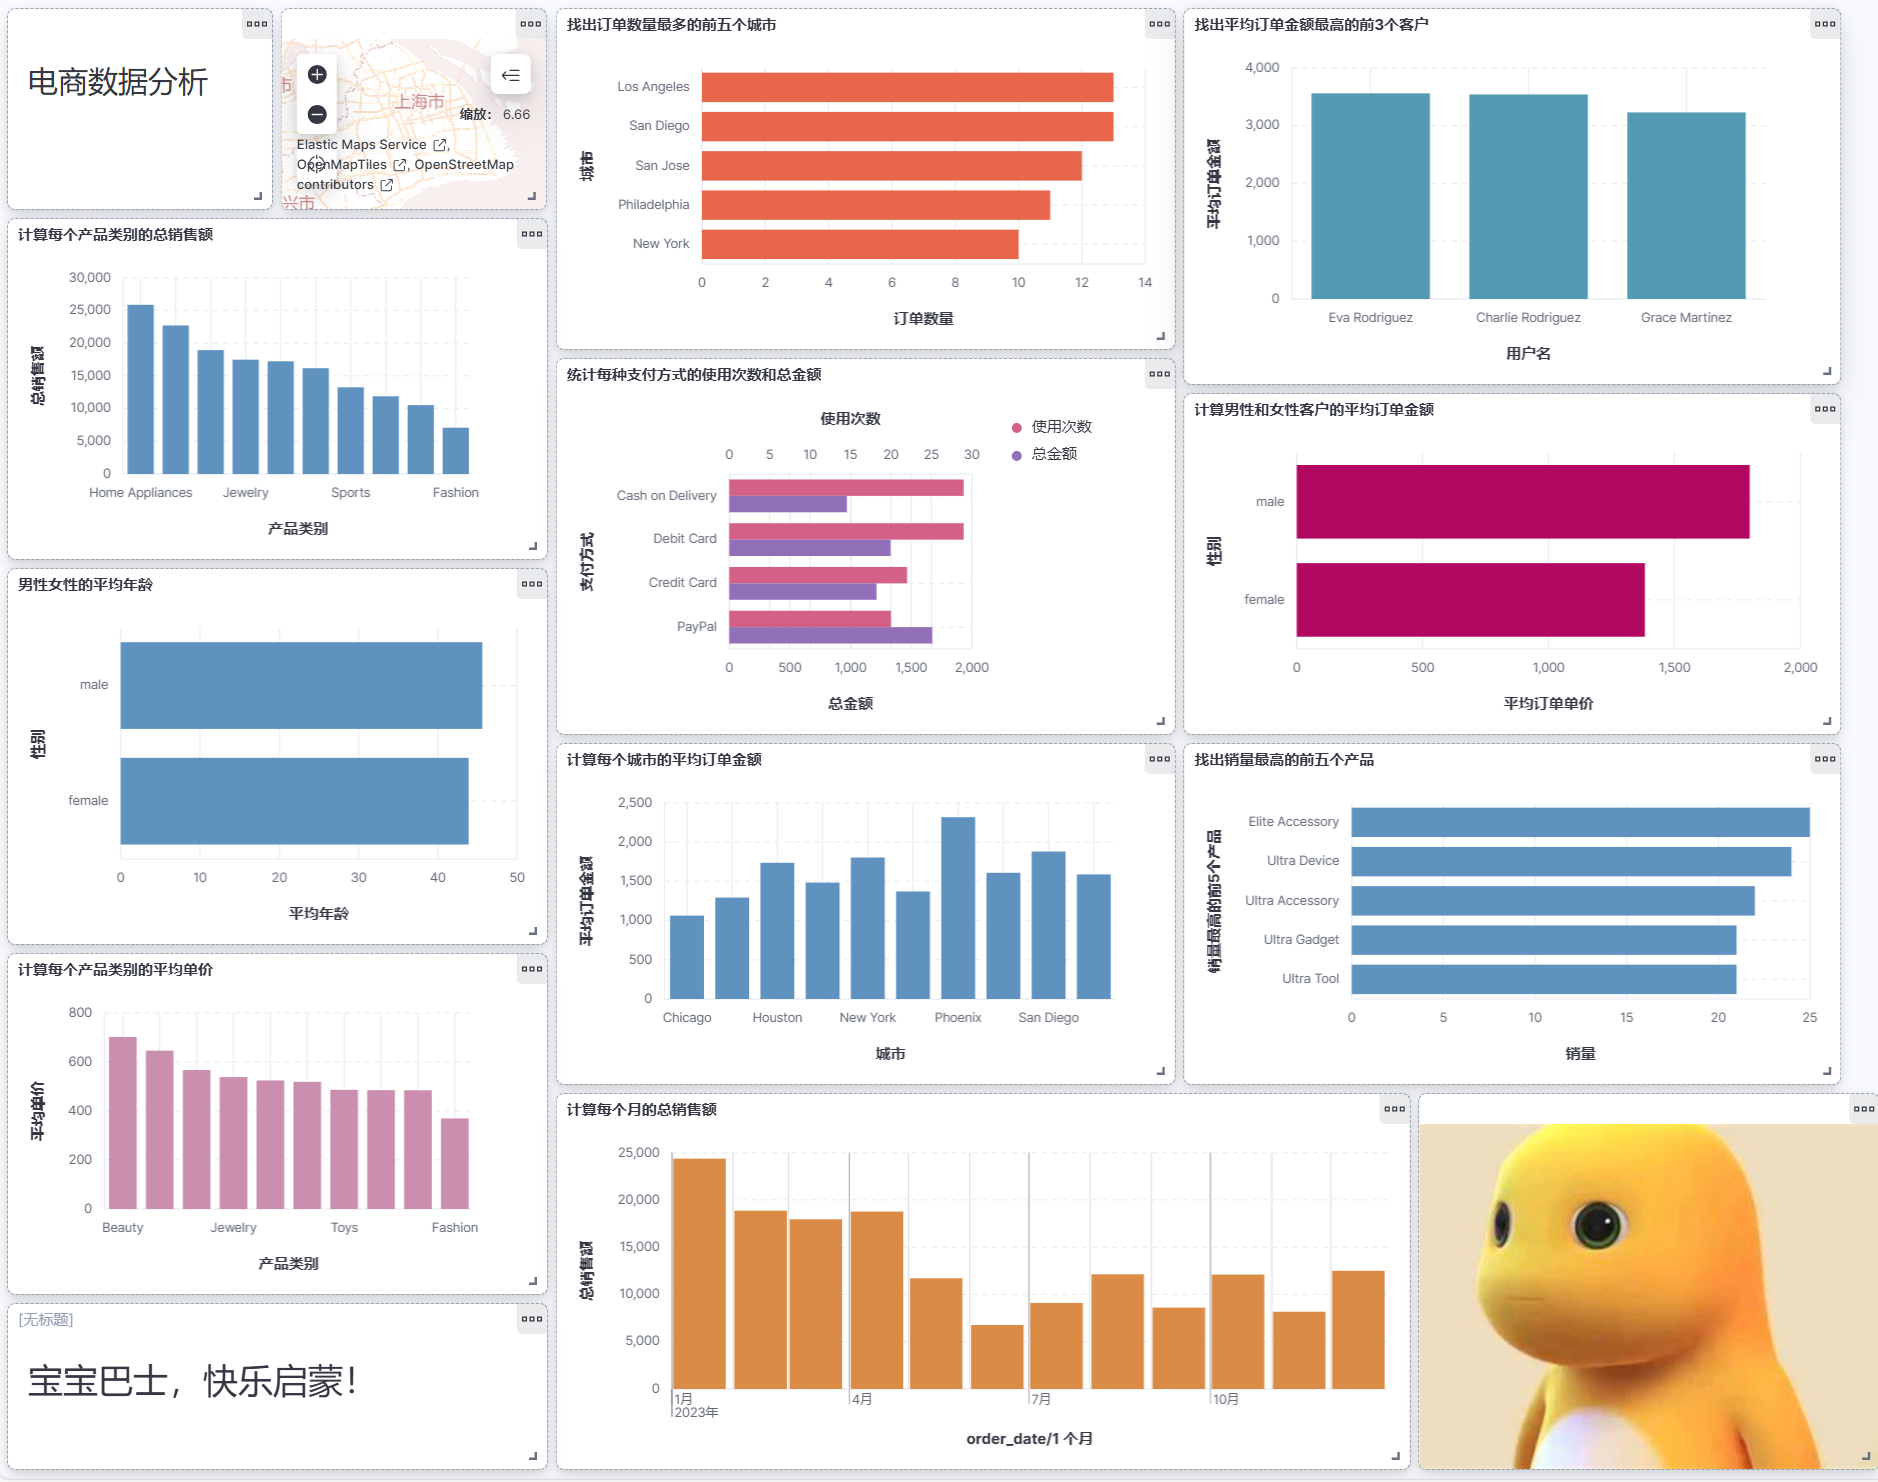 电商数据分析
市
上海市
兴市
缩放： 6.66
Elastic Maps Service ,
OpenMapTiles , OpenStreetMap
contributors
找出订单数量最多的前五个城市
城市
Los Angeles
San Diego
San Jose
Philadelphia
New York
0 2 4 6 8 10 12 14
订单数量
找出平均订单金额最高的前3个客户
平均订单金额
4,000
3,000
2,000
1,000
0
Eva Rodriguez Charlie Rodriguez Grace Martinez
用户名
计算每个产品类别的总销售额
总销售额
30,000
25,000
20,000
15,000
10,000
5,000
0
Home Appliances Jewelry Sports Fashion
产品类别
统计每种支付方式的使用次数和总金额
使用次数
0 5 10 15 20 25 30
使用次数
总金额
支付方式
Cash on Delivery
Debit Card
Credit Card
PayPal
0 500 1,000 1,500 2,000
总金额
计算男性和女性客户的平均订单金额
性别
male
female
0 500 1,000 1,500 2,000
平均订单单价
男性女性的平均年龄
性别
male
female
0 10 20 30 40 50
平均年龄
计算每个城市的平均订单金额
平均订单金额
2,500
2,000
1,500
1,000
500
0
Chicago Houston New York Phoenix San Diego
城市
找出销量最高的前五个产品
销量最高的前5个产品
Elite Accessory
Ultra Device
Ultra Accessory
Ultra Gadget
Ultra Tool
0 5 10 15 20 25
销量
计算每个产品类别的平均单价
平均单价
800
600
400
200
0
Beauty Jewelry Toys Fashion
产品类别
计算每个月的总销售额
总销售额
25,000
20,000
15,000
10,000
5,000
0
1月 4月 7月 10月
2023年
order_date/1 个月
[无标题]
宝宝巴士，快乐启蒙！